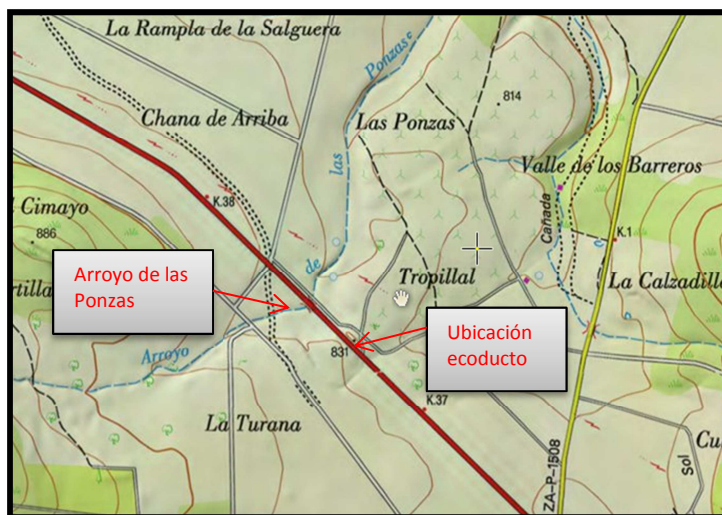 La Rampla de la Salguera
Ponzas
Chana de Arriba
Las Ponzas
814
las
Valle de los Barreros
K.38
Cañada
Cimayo
886
K.1
de
Arroyo de las
Ponzas
Tropillal
La Calzadilla
Ubicación
ecoducto
Arroyo
831
K.37
La Turana
ZA-P-1508
Sol